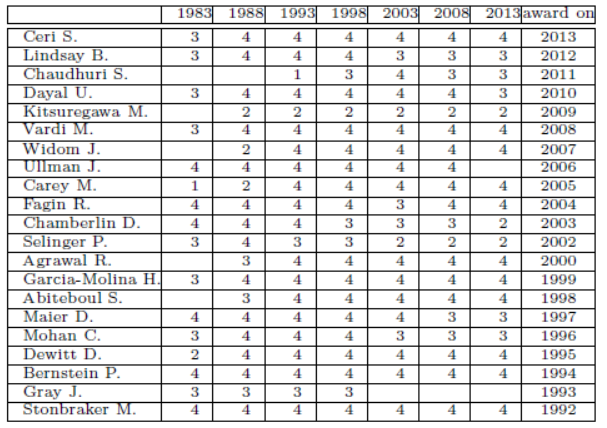 1983 1988 1993 1998 2003 2008 2013 award on
Ceri S. 3 4 4 4 4 4 4 2013
Lindsay B. 3 4 4 4 3 3 3 2012
Chaudhuri S. 1 3 4 3 3 2011
Dayal U. 3 4 4 4 4 4 3 2010
Kitsuregawa M. 2 2 2 2 2 2 2009
Vardi M. 3 4 4 4 4 4 4 2008
Widom J. 2 4 4 4 4 4 2007
Ullman J. 4 4 4 4 4 4 2006
Carey M. 1 2 4 4 4 4 4 2005
Fagin R. 4 4 4 4 3 4 4 2004
Chamberlin D. 4 4 4 3 3 3 2 2003
Selinger P. 3 4 3 3 2 2 2 2002
Agrawal R. 3 4 4 4 4 4 2000
Garcia-Molina H. 3 4 4 4 4 4 4 1999
Abiteboul S. 3 4 4 4 4 4 1998
Maier D. 4 4 4 4 4 3 3 1997
Mohan C. 3 4 4 4 3 3 3 1996
Dewitt D. 2 4 4 4 4 4 4 1995
Bernstein P. 4 4 4 4 4 4 4 1994
Gray J. 3 3 3 3 1993
Stonbraker M. 4 4 4 4 4 4 4 1992